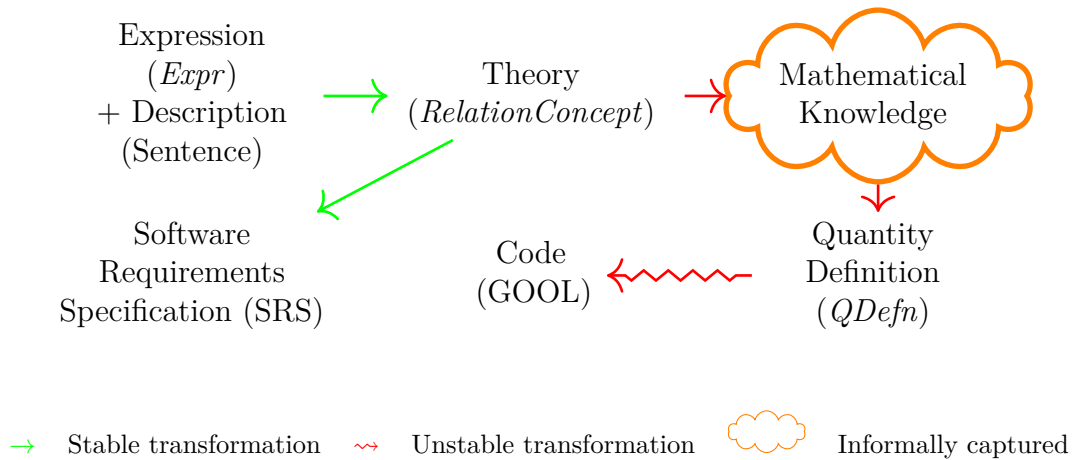 Expression
(Expr)
+ Description
(Sentence)
Theory
(RelationConcept)
Mathematical
Knowledge
Software
Requirements
Specification (SRS)
Code
(GOOL)
Quantity
Definition
(QDefn)
Stable transformation
Unstable transformation
Informally captured